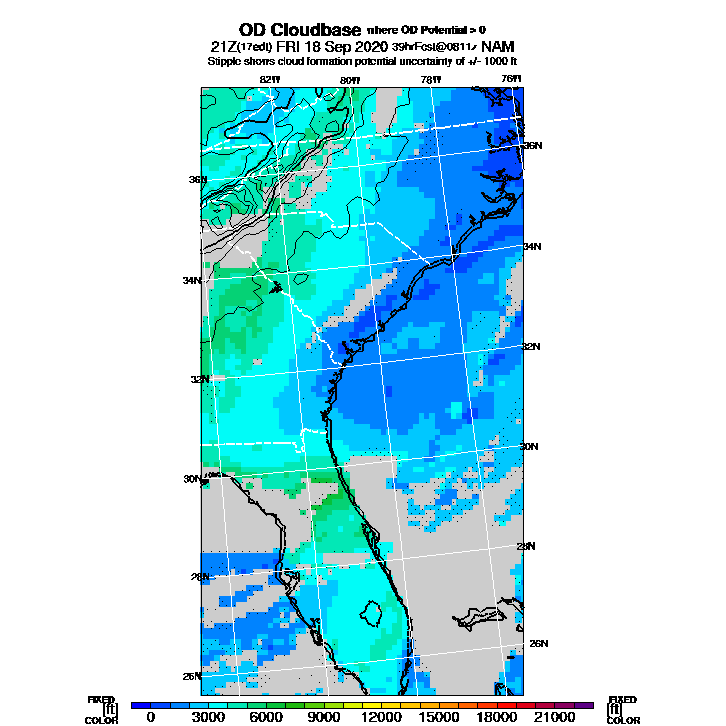 OD Cloudbase where OD Potential > 0
21Z(17edt) FRI 18 Sep 2020 39hrFcst@0811z NAM
Stipple shows cloud formation potential uncertainty of +/- 1000 ft
82W 80W 78W 76W
36N 36N
34N 34N
32N 32N
30N 30N
28N 28N
26N 26N
FIXED FIXED
[ft] [ft]
COLOR COLOR
0 3000 6000 9000 12000 15000 18000 21000